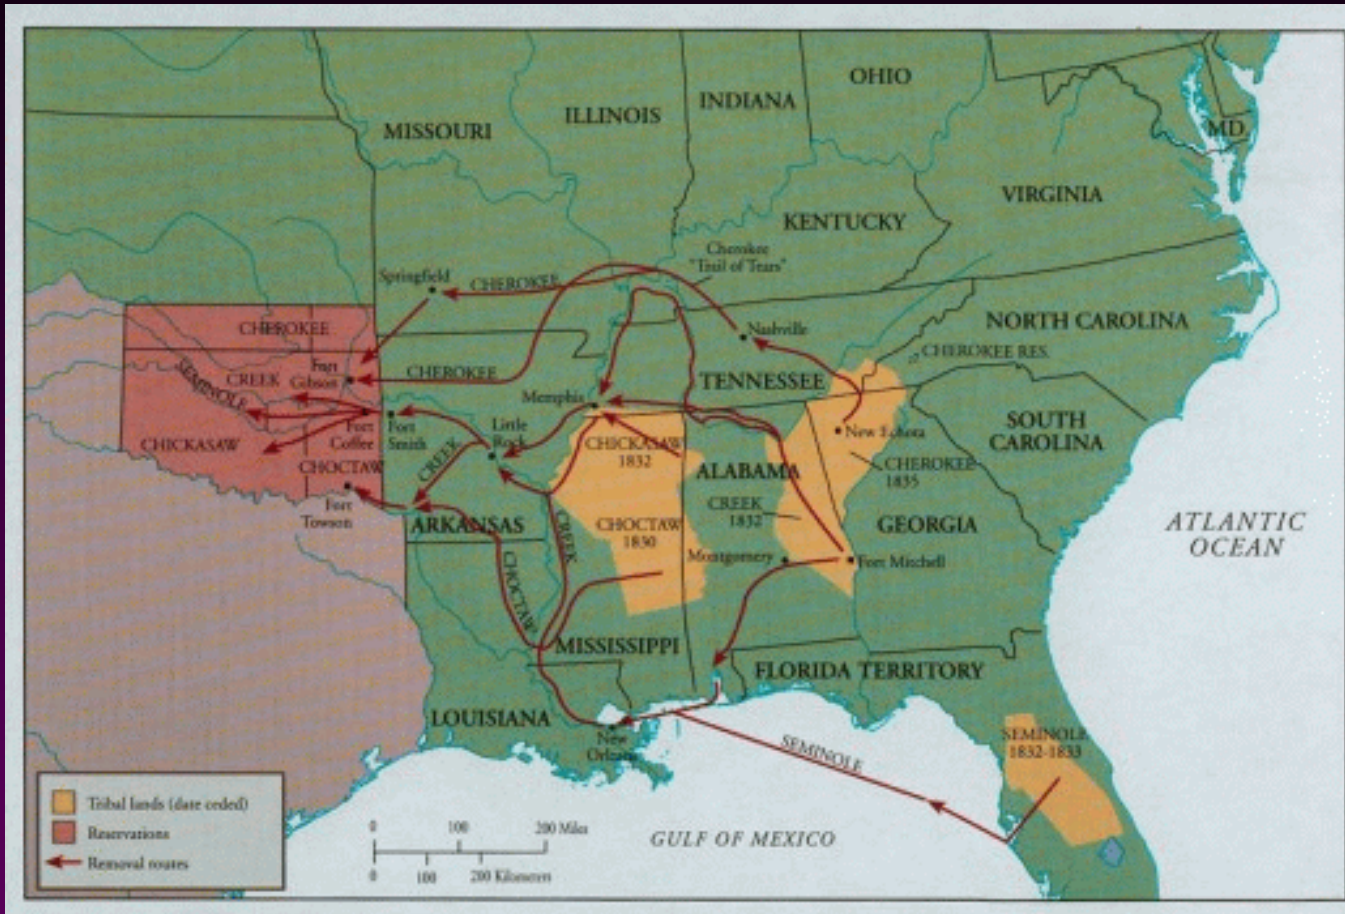 OHIO
INDIANA
ILLINOIS
MISSOURI
MD.
VIRGINIA
KENTUCKY
Cherokee
"Trail of Tears"
Springfield
CHEROKEE
CHEROKEE
Nashville
NORTH CAROLINA
CHEROKEE RES.
Fort
Gibson
CREEK
SEMINOLE
CHEROKEE
TENNESSEE
Memphis
Fort
Coffee
Fort
Smith
Little
Rock
CHICKASAW
CHOCTAW
Fort
Towson
CREEK
ARKANSAS
CHICKASAW
1832
ALABAMA
New Echota
CHEROKEE
1835
SOUTH
CAROLINA
CREEK
1832
GEORGIA
CHOCTAW
1830
CREEK
CHOCTAW
Montgomery
Fort Mitchell
ATLANTIC
OCEAN
MISSISSIPPI
FLORIDA TERRITORY
LOUISIANA
New
Orleans
SEMINOLE
SEMINOLE
1832-1833
GULF OF MEXICO
Tribal lands (date ceded)
Reservations
Removal routes
0 100 200 Miles
0 100 200 Kilometers